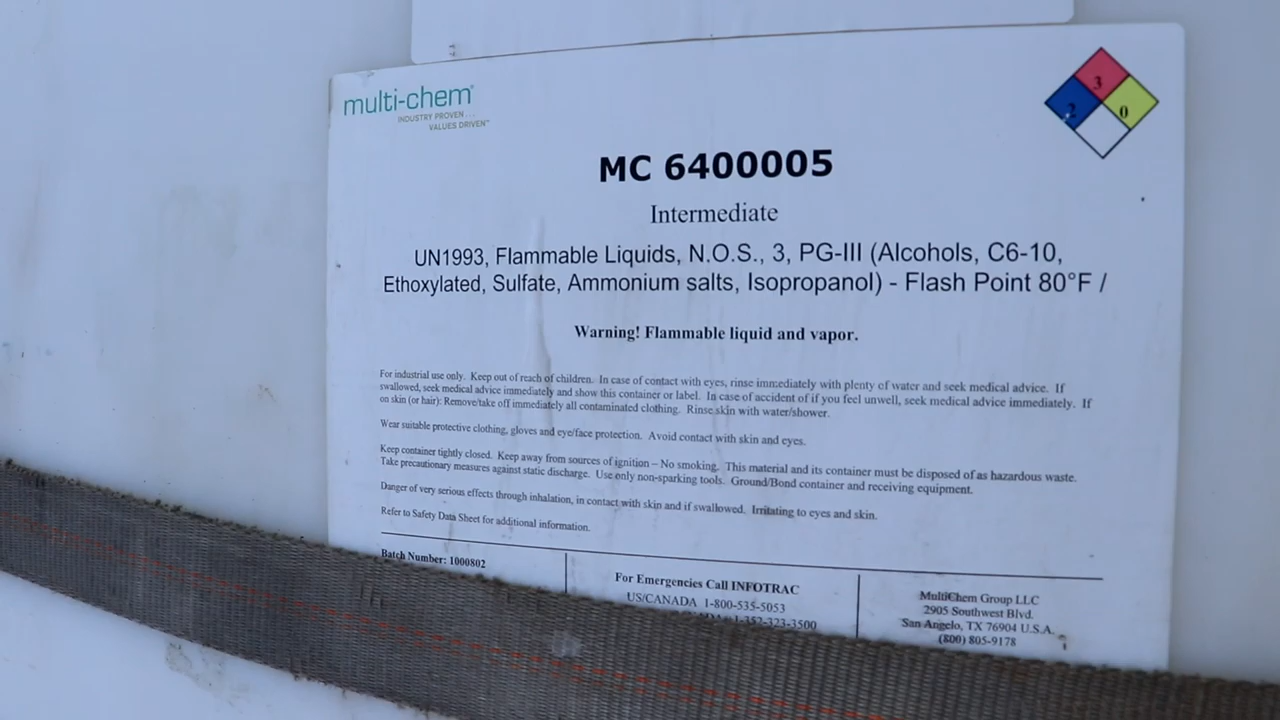 multi-chem®
INDUSTRY PROVEN...
VALUES DRIVEN™
3
2
0
MC 6400005
Intermediate
UN1993, Flammable Liquids, N.O.S., 3, PG-III (Alcohols, C6-10,
Ethoxylated, Sulfate, Ammonium salts, Isopropanol) - Flash Point 80°F /
Warning! Flammable liquid and vapor.
For industrial use only. Keep out of reach of children. In case of contact with eyes, rinse immediately with plenty of water and seek medical advice. If
swallowed, seek medical advice immediately and show this container or label. In case of accident of if you feel unwell, seek medical advice immediately. If
on skin (or hair): Remove/take off immediately all contaminated clothing. Rinse skin with water/shower.
Wear suitable protective clothing, gloves and eye/face protection. Avoid contact with skin and eyes.
Keep container tightly closed. Keep away from sources of ignition – No smoking. This material and its container must be disposed of as hazardous waste.
Take precautionary measures against static discharge. Use only non-sparking tools. Ground/Bond container and receiving equipment.
Danger of very serious effects through inhalation, in contact with skin and if swallowed. Irritating to eyes and skin.
Refer to Safety Data Sheet for additional information.
Batch Number: 1000802
For Emergencies Call INFOTRAC
US/CANADA 1-800-535-5053
1-352-323-3500
MultiChem Group LLC
2905 Southwest Blvd.
San Angelo, TX 76904 U.S.A.
(800) 805-9178